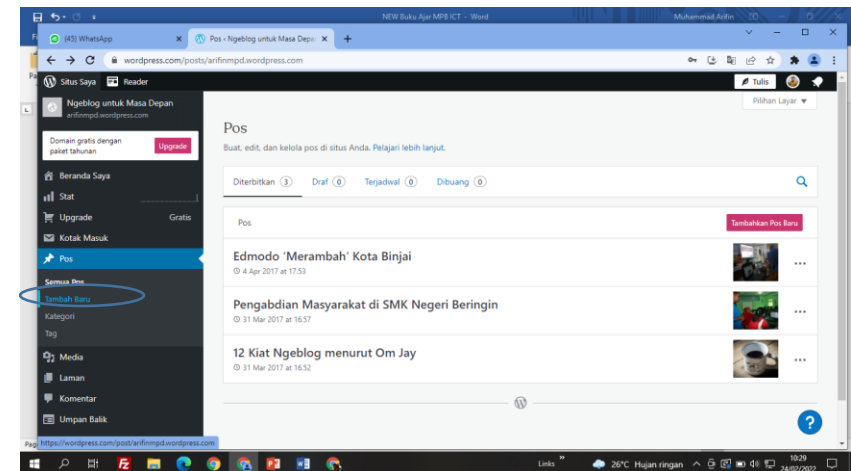 NEW Buku Ajar MPB ICT - Word
Muhammad Arifin
(45) WhatsApp
Pos ‹ Ngeblog untuk Masa Depan
wordpress.com/posts/arifinmpd.wordpress.com
Situs Saya
Reader
Tulis
Ngeblog untuk Masa Depan
arifinmpd.wordpress.com
Pilihan Layar
Domain gratis dengan
paket tahunan
Upgrade
Pos
Buat, edit, dan kelola pos di situs Anda. Pelajari lebih lanjut.
Beranda Saya
Stat
Upgrade
Gratis
Kotak Masuk
Pos
Semua Pos
Tambah Baru
Kategori
Tag
Media
Laman
Komentar
Umpan Balik
Diterbitkan 3
Draf 0
Terjadwal 0
Dibuang 0
Pos
Tambahkan Pos Baru
Edmodo ‘Merambah’ Kota Binjai
4 Apr 2017 at 17.53
Pengabdian Masyarakat di SMK Negeri Beringin
31 Mar 2017 at 16.57
12 Kiat Ngeblog menurut Om Jay
31 Mar 2017 at 16.52
?
https://wordpress.com/post/arifinmpd.wordpress.com
Links
26°C Hujan ringan
10:29
24/02/2022